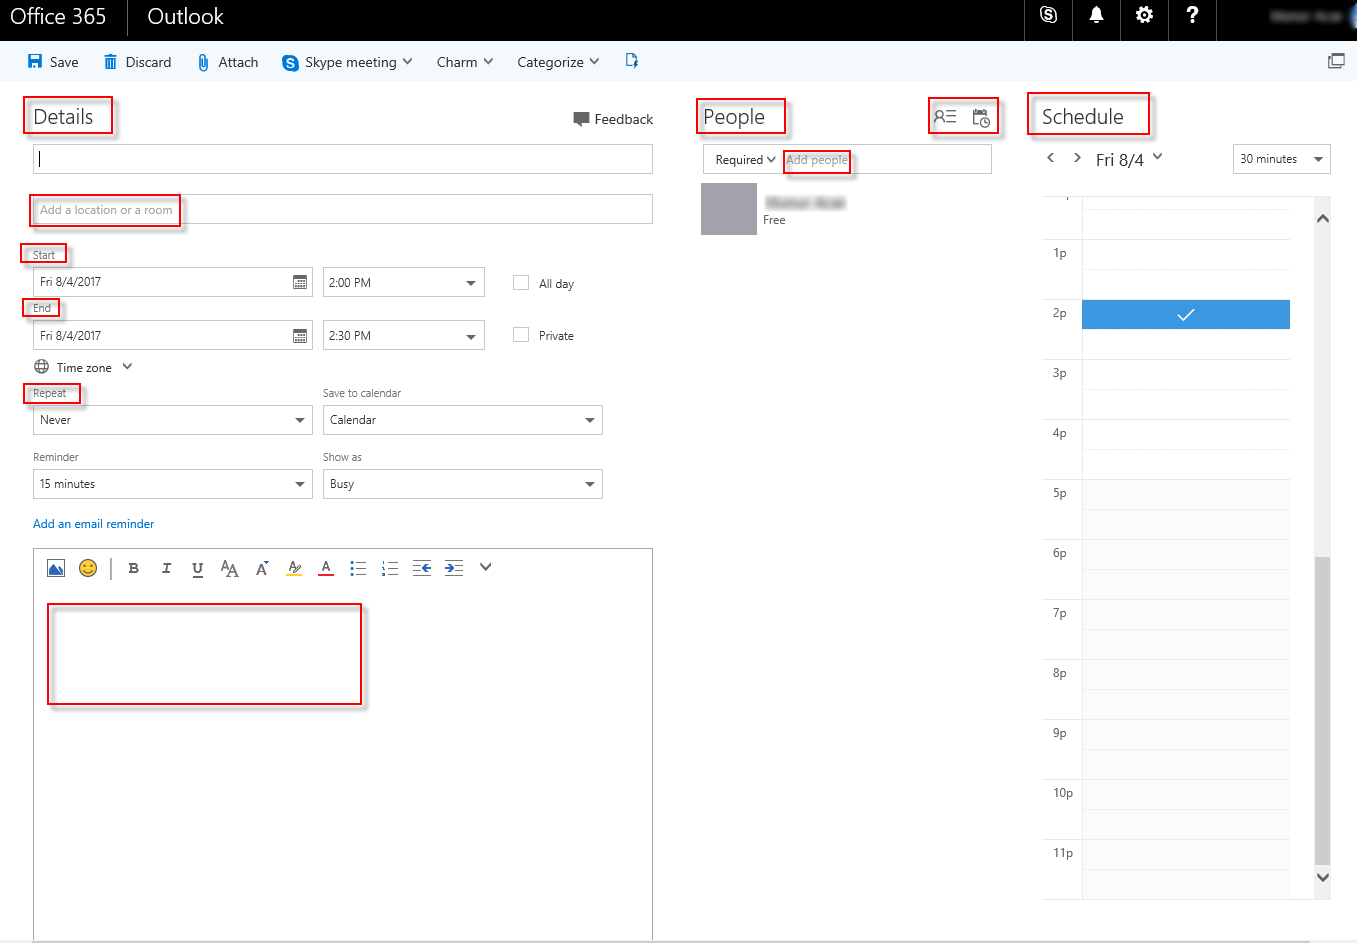 Office 365 Outlook ?
Save Discard Attach Skype meeting Charm Categorize
Details
Feedback
Add a location or a room
Start
Fri 8/4/2017 2:00 PM All day
End
Fri 8/4/2017 2:30 PM Private
Time zone
Repeat Save to calendar
Never Calendar
Reminder Show as
15 minutes Busy
Add an email reminder
B I U AA A A A
People
Required Add people
Free
Schedule
Fri 8/4 30 minutes
1p
2p
3p
4p
5p
6p
7p
8p
9p
10p
11p